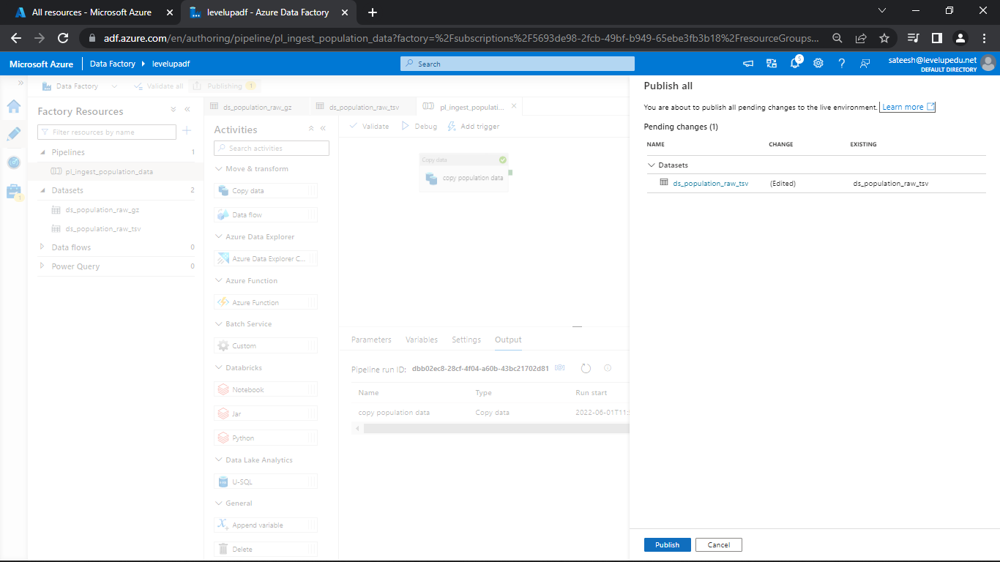 All resources - Microsoft Azure
levelupadf - Azure Data Factory
adf.azure.com/en/authoring/pipeline/pl_ingest_population_data?factory=%2Fsubscriptions%2F5693de98-2fcb-49bf-b949-65ebe3fb3b18%2FresourceGroups...
Microsoft Azure
Data Factory
levelupadf
Search
5
sateesh@levelupedu.net
DEFAULT DIRECTORY
Data Factory
Validate all
Publishing 1
Factory Resources
Filter resources by name
Pipelines 1
pl_ingest_population_data
Datasets 2
ds_population_raw_gz
ds_population_raw_tsv
Data flows 0
Power Query 0
1
ds_population_raw_gz
ds_population_raw_tsv
pl_ingest_populati...
Activities
Search activities
Move & transform
Copy data
Data flow
Azure Data Explorer
Azure Data Explorer C...
Azure Function
Azure Function
Batch Service
Custom
Databricks
Notebook
Jar
Python
Data Lake Analytics
U-SQL
General
Append variable
Delete
Validate
Debug
Add trigger
Copy data
copy population data
Parameters Variables Settings Output
Pipeline run ID: dbb02ec8-28cf-4f04-a60b-43bc21702d81
Name Type Run start
copy population data Copy data 2022-06-01T11:
Publish all
You are about to publish all pending changes to the live environment. Learn more
Pending changes (1)
NAME CHANGE EXISTING
Datasets
ds_population_raw_tsv (Edited) ds_population_raw_tsv
Publish
Cancel